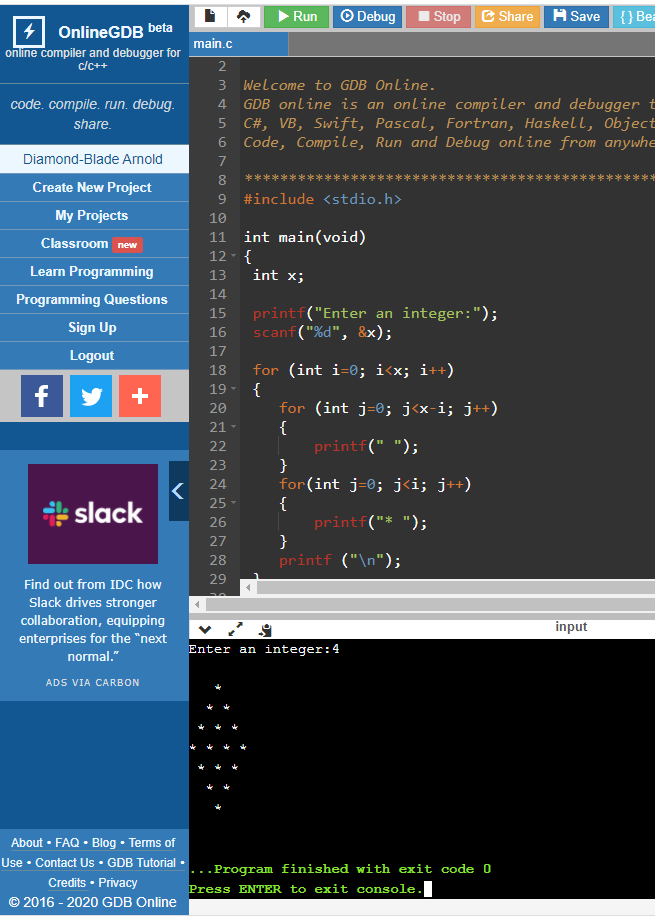 OnlineGDB beta
online compiler and debugger for
c/c++
code. compile. run. debug.
share.
Diamond-Blade Arnold
Create New Project
My Projects
Classroom new
Learn Programming
Programming Questions
Sign Up
Logout
f
slack
Find out from IDC how
Slack drives stronger
collaboration, equipping
enterprises for the “next
normal.”
ADS VIA CARBON
About • FAQ • Blog • Terms of
Use • Contact Us • GDB Tutorial •
Credits • Privacy
© 2016 - 2020 GDB Online
Run Debug Stop Share Save { }
main.c
2
3 Welcome to GDB Online.
4 GDB online is an online compiler and debugger
5 C#, VB, Swift, Pascal, Fortran, Haskell,
6 Code, Compile, Run and Debug online from
7
8 ***********************************************
9 #include <stdio.h>
10
11 int main(void)
12 {
13 int x;
14
15 printf("Enter an integer:");
16 scanf("%d", &x);
17
18 for (int i=0; i<x; i++)
19 {
20 for (int j=0; j<x-i; j++)
21 {
22 printf(" ");
23 }
24 for(int j=0; j<i; j++)
25 {
26 printf("* ");
27 }
28 printf ("\n");
29 }
input
Enter an integer:4
*
* *
* * *
* * * *
* * *
* *
*
...Program finished with exit code 0
Press ENTER to exit console.